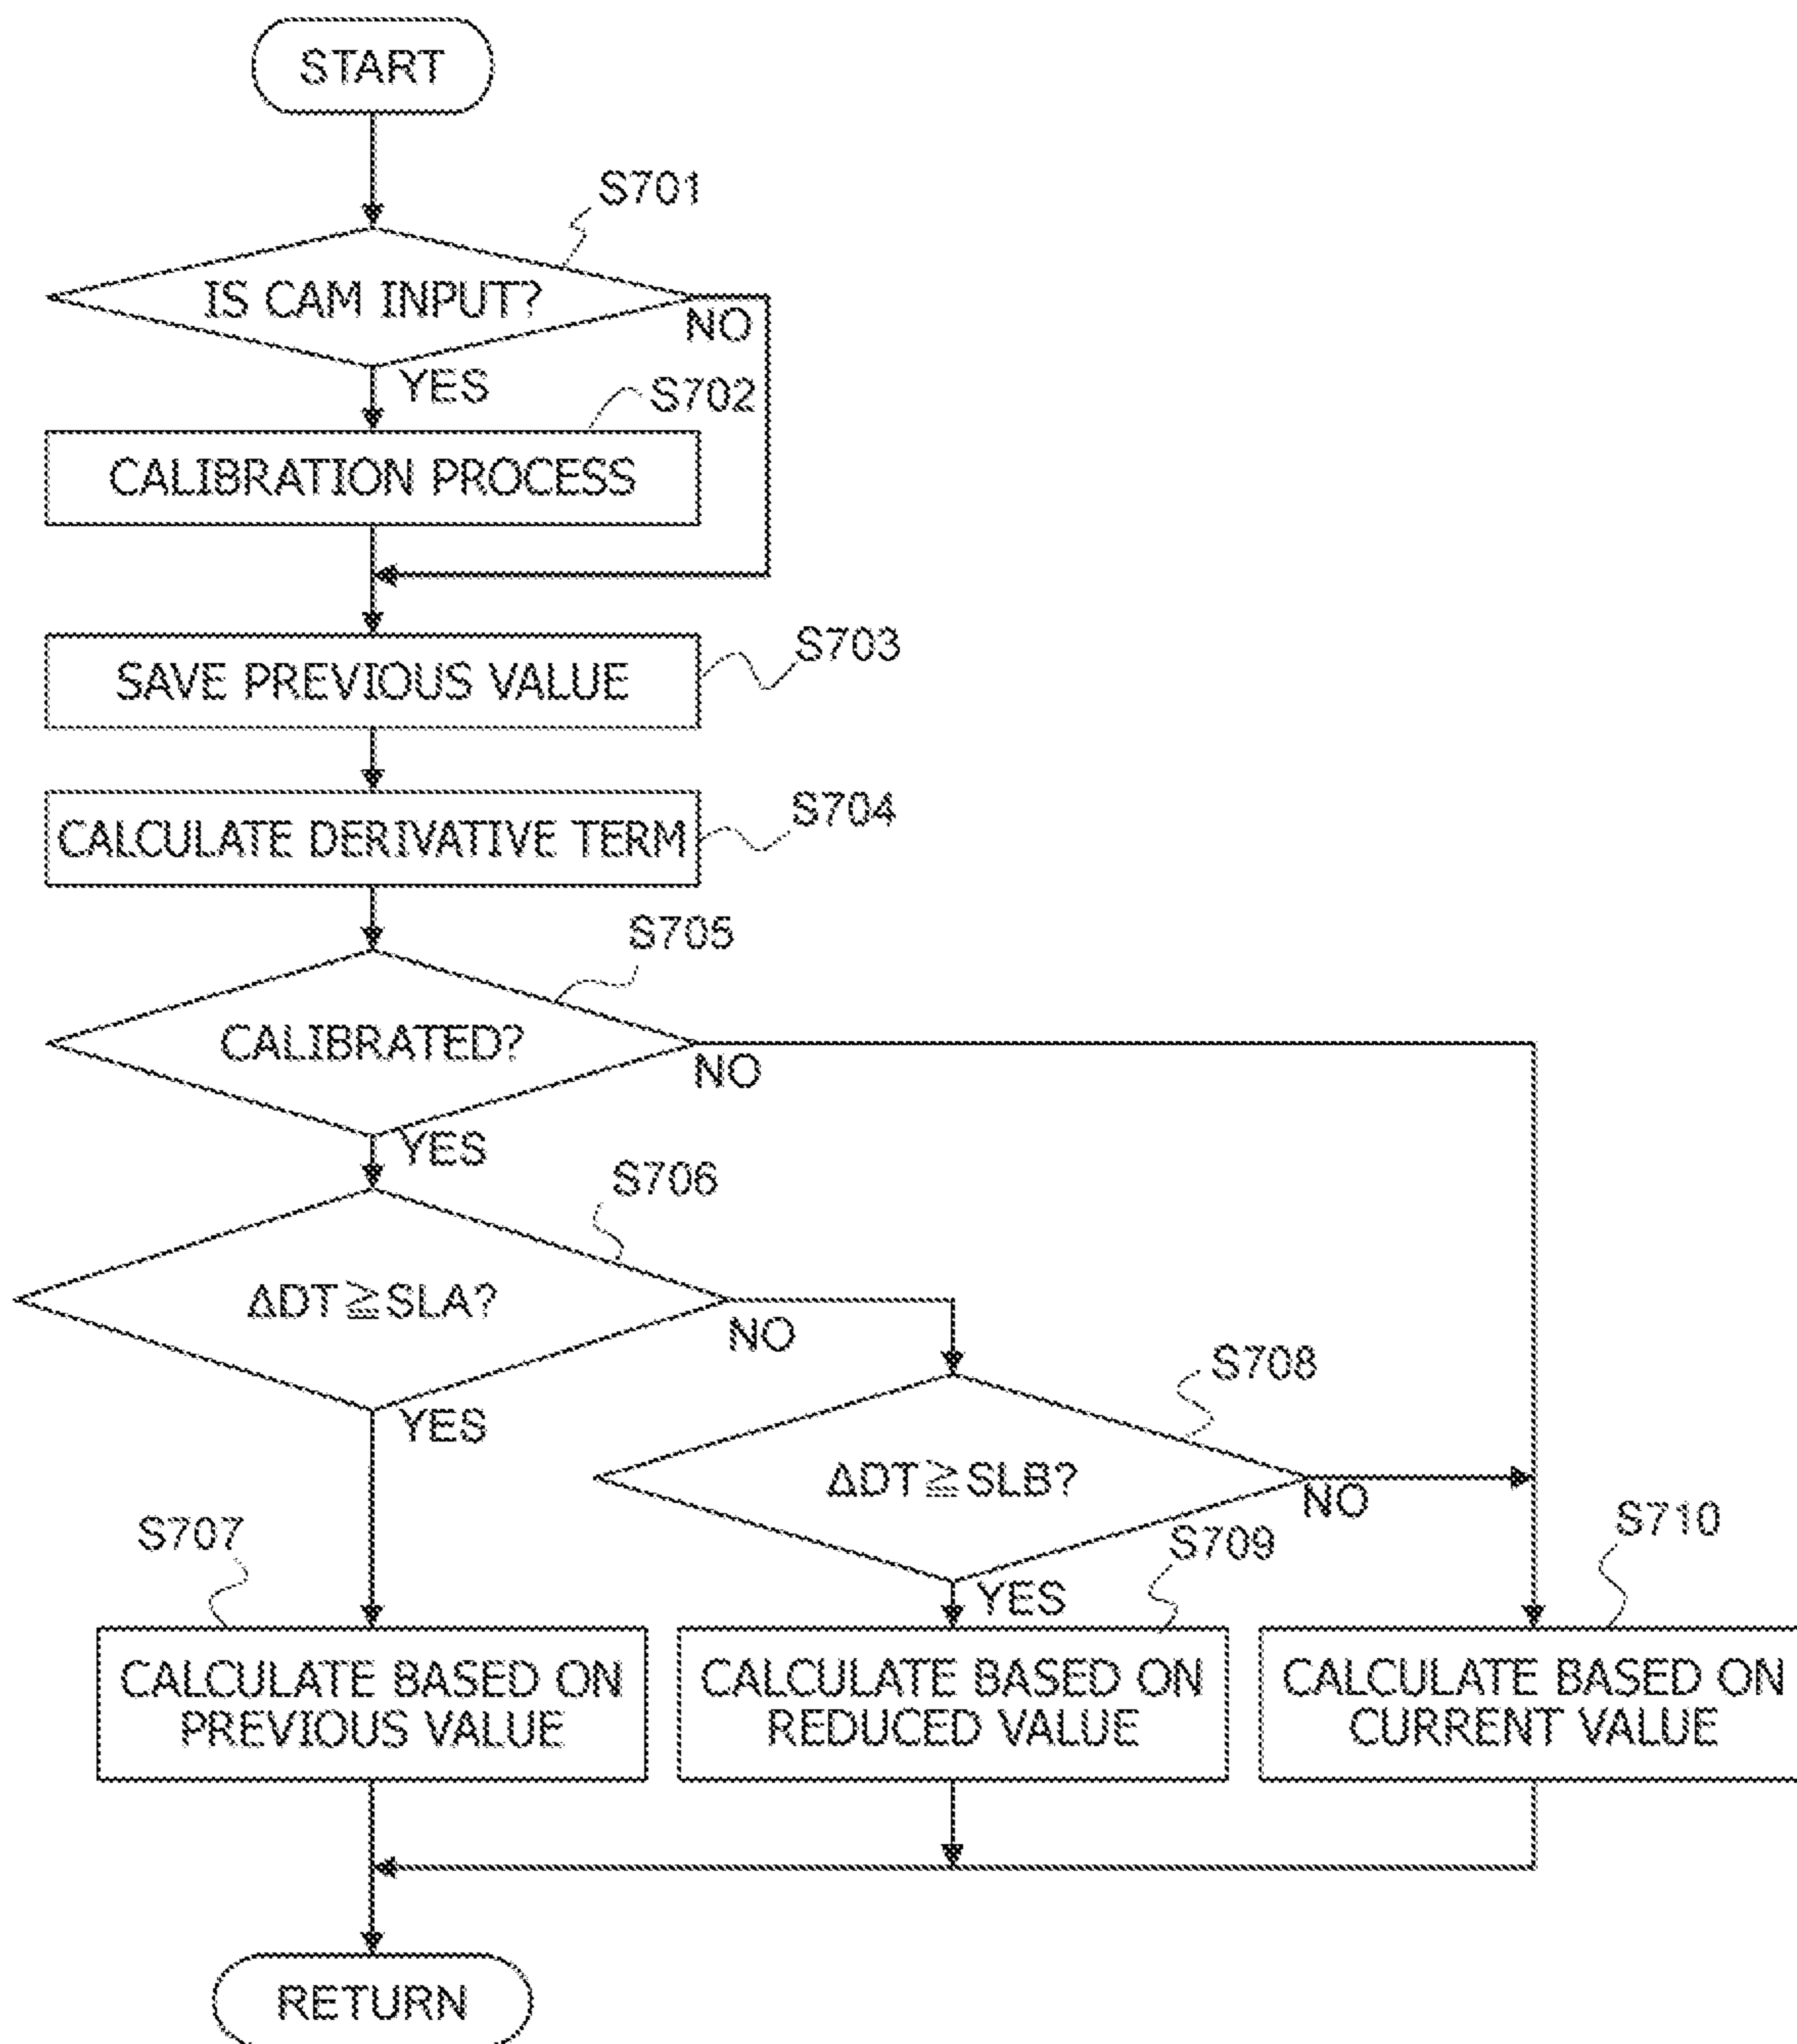 START
S701
IS CAM INPUT?
NO
YES
S702
CALIBRATION PROCESS
SAVE PREVIOUS VALUE
S703
CALCULATE DERIVATIVE TERM
S704
S705
CALIBRATED?
NO
YES
S706
ΔDT≧SLA?
NO
YES
S708
ΔDT≧SLB?
NO
YES
S707
S709
S710
CALCULATE BASED ON
PREVIOUS VALUE
CALCULATE BASED ON
REDUCED VALUE
CALCULATE BASED ON
CURRENT VALUE
RETURN